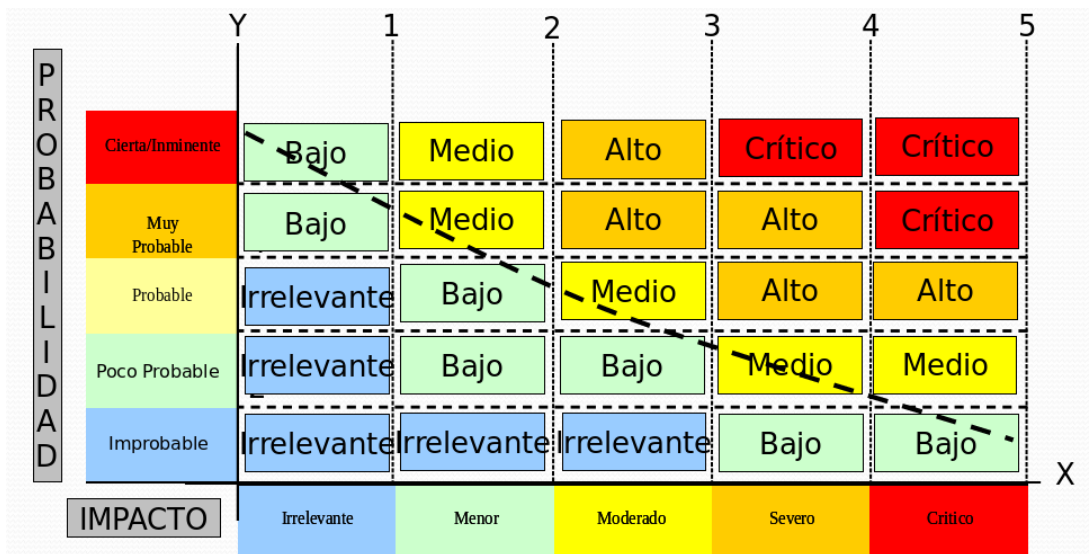 Y 1 2 3 4 5
PROBABILIDAD
Cierta/Inminente Bajo Medio Alto Crítico Crítico
Muy
Probable
Bajo Medio Alto Alto Crítico
Probable Irrelevante Bajo Medio Alto Alto
Poco Probable Irrelevante Bajo Bajo Medio Medio
Improbable Irrelevante Irrelevante Irrelevante Bajo Bajo
X
IMPACTO Irrelevante Menor Moderado Severo Crítico